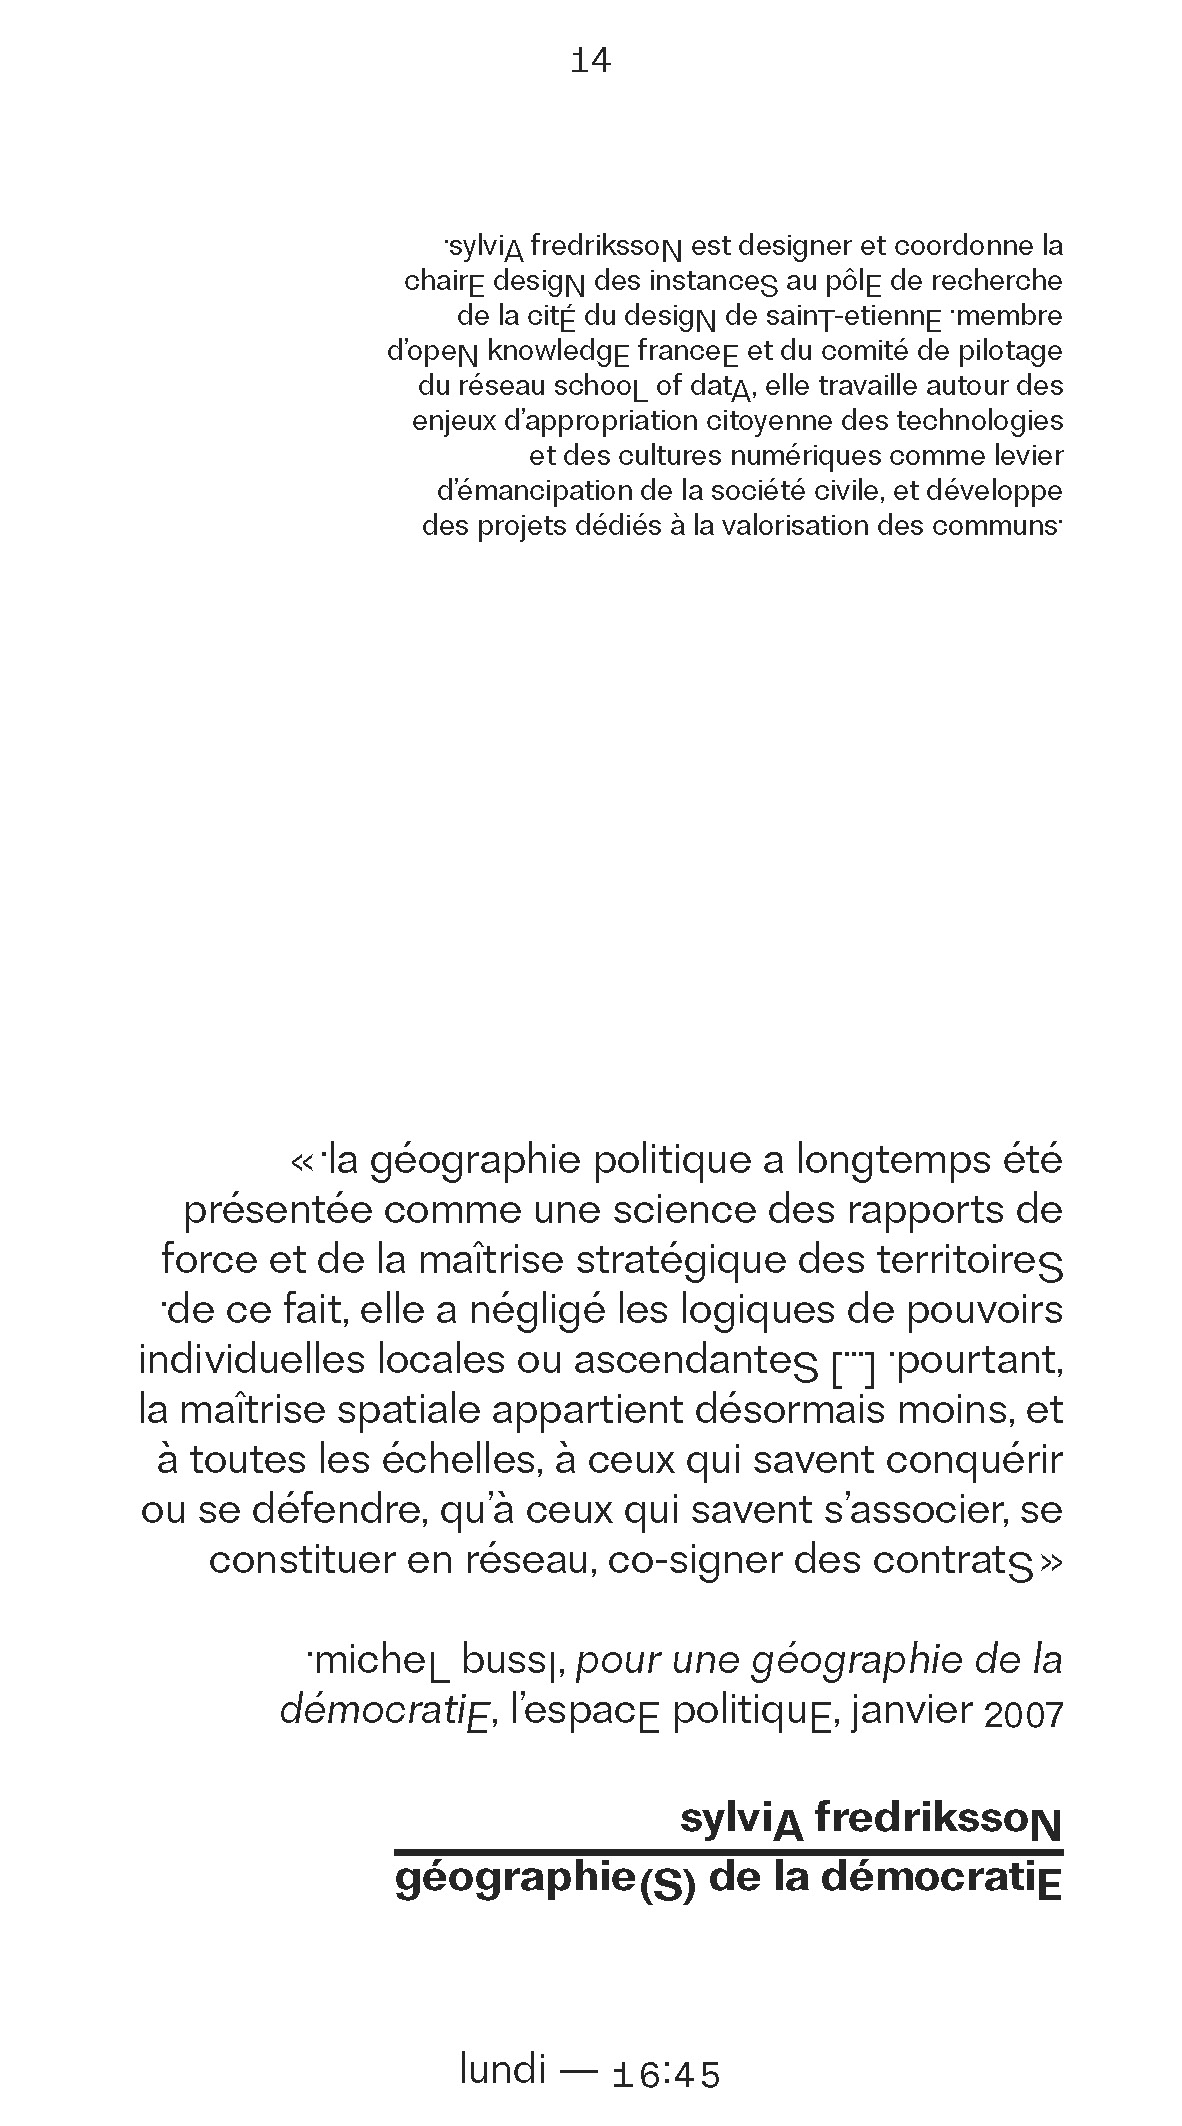 14
·sylviA fredrikssoN est designer et coordonne la
chairE desigN des instanceS au pôlE de recherche
de la citÉ du desigN de sainT-etiennE ·membre
d’opeN knowledgE franceE et du comité de pilotage
du réseau schooL of datA, elle travaille autour des
enjeux d’appropriation citoyenne des technologies
et des cultures numériques comme levier
d’émancipation de la société civile, et développe
des projets dédiés à la valorisation des communs·
« ·la géographie politique a longtemps été
présentée comme une science des rapports de
force et de la maîtrise stratégique des territoireS
·de ce fait, elle a négligé les logiques de pouvoirs
individuelles locales ou ascendanteS [···] ·pourtant,
la maîtrise spatiale appartient désormais moins, et
à toutes les échelles, à ceux qui savent conquérir
ou se défendre, qu’à ceux qui savent s’associer, se
constituer en réseau, co-signer des contratS »
·micheL bussI, pour une géographie de la
démocratiE, l’espacE politiquE, janvier 2007
sylviA fredrikssoN
géographie(S) de la démocratiE
lundi — 16:45